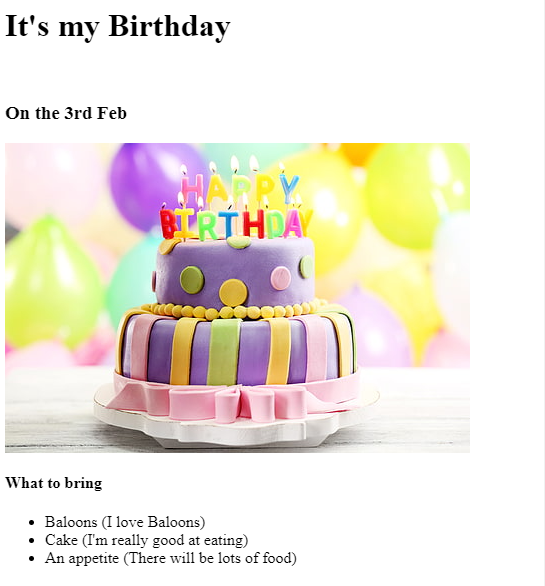 It's my Birthday
On the 3rd Feb
HAPPY
BIRTHDAY
What to bring
Baloons (I love Baloons)
Cake (I'm really good at eating)
An appetite (There will be lots of food)